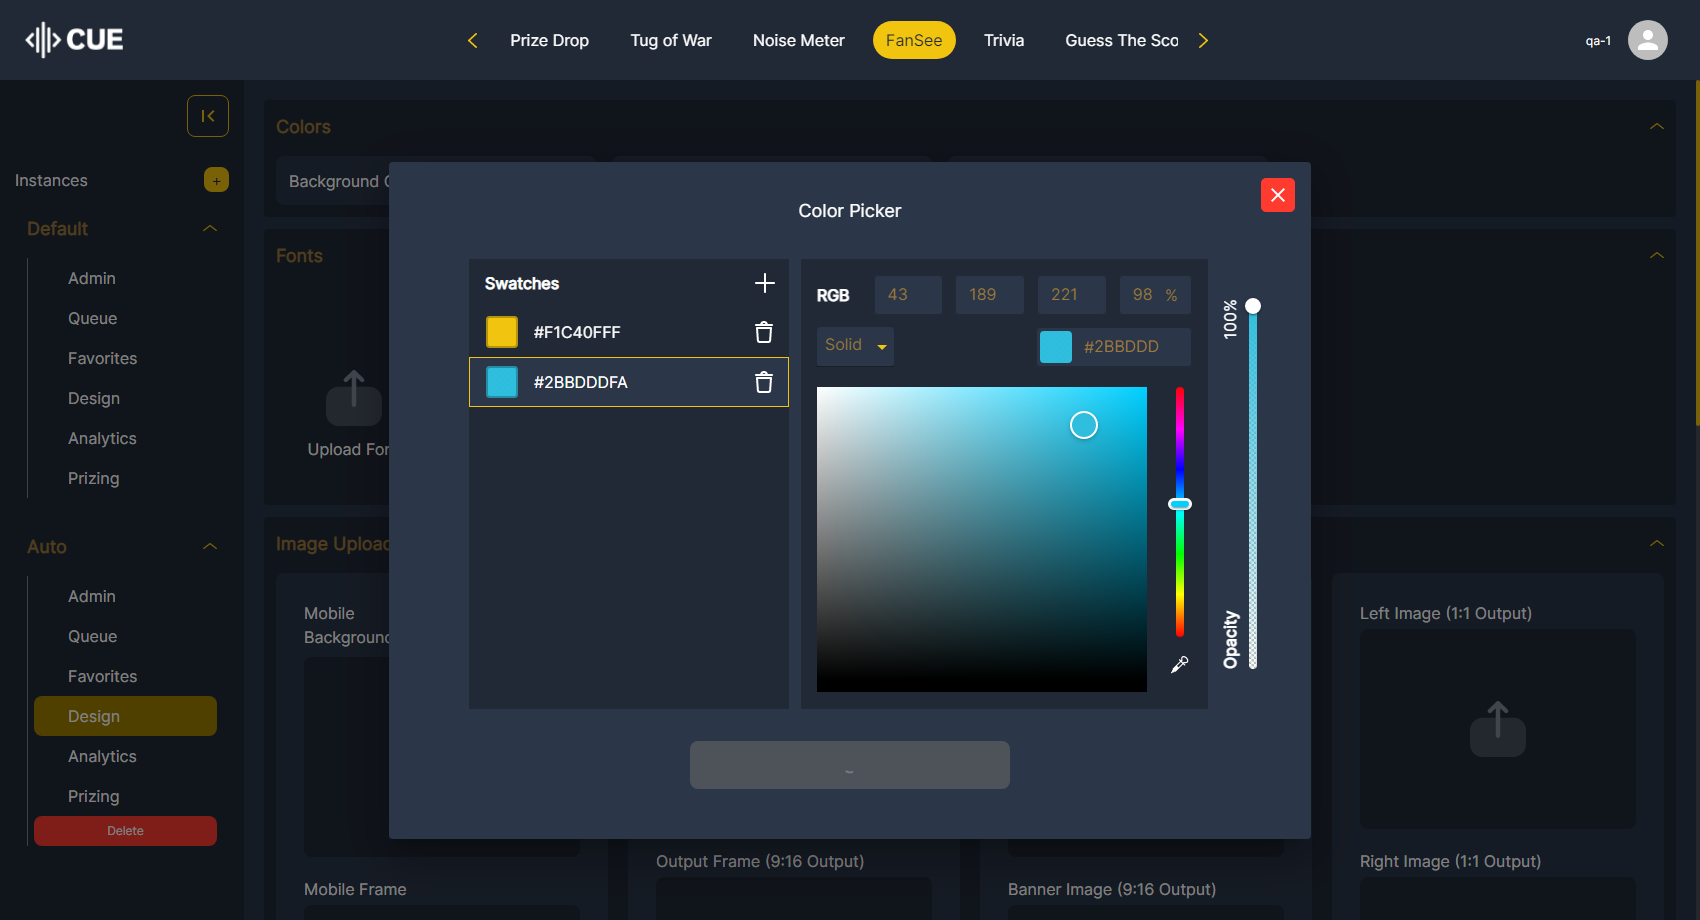 CUE
Prize Drop
Tug of War
Noise Meter
FanSee
Trivia
Guess The Sco
qa-1
Instances
+
Default
Admin
Queue
Favorites
Design
Analytics
Prizing
Auto
Admin
Queue
Favorites
Design
Analytics
Prizing
Delete
Colors
Background
Fonts
Upload For
Image Upload
Mobile
Background
Mobile Frame
Output Frame (9:16 Output)
Banner Image (9:16 Output)
Left Image (1:1 Output)
Right Image (1:1 Output)
Color Picker
Swatches
#F1C40FFF
#2BBDDDFA
RGB
43
189
221
98 %
Solid
#2BBDDD
100%
Opacity